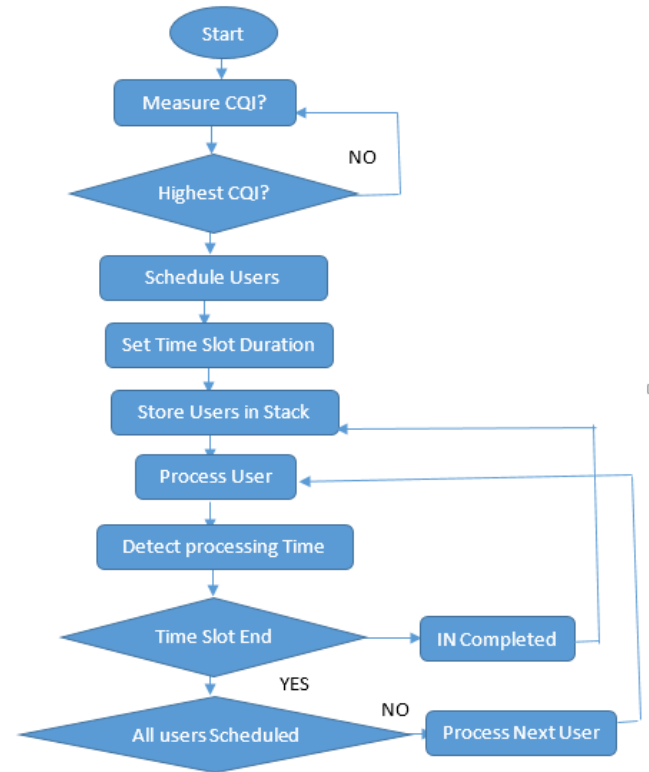 Start
Measure CQI?
NO
Highest CQI?
Schedule Users
Set Time Slot Duration
Store Users in Stack
Process User
Detect processing Time
Time Slot End
IN Completed
YES
NO
All users Scheduled
Process Next User